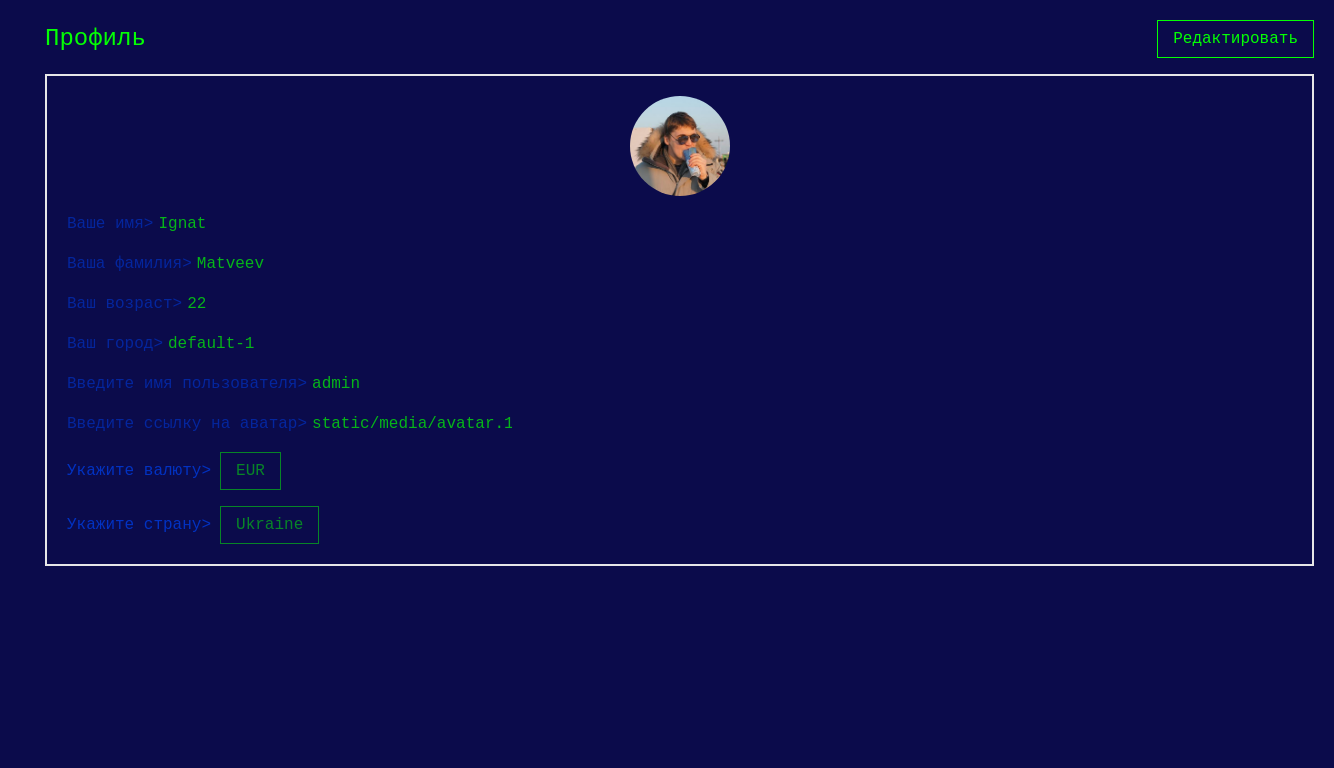 Профиль
Редактировать
Ваше имя> Ignat
Ваша фамилия> Matveev
Ваш возраст> 22
Ваш город> default-1
Введите имя пользователя> admin
Введите ссылку на аватар> static/media/avatar.1
Укажите валюту> EUR
Укажите страну> Ukraine